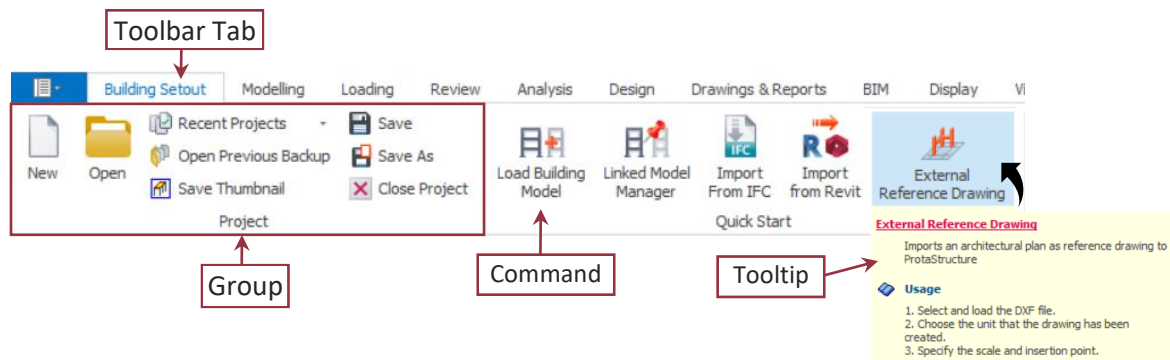 Toolbar Tab
Building Setout Modelling Loading Review Analysis Design Drawings & Reports BIM Display
New
Open
Recent Projects
Open Previous Backup
Save Thumbnail
Save
Save As
Close Project
Project
Load Building
Model
Linked Model
Manager
IFC
Import
From IFC
R
Import
from Revit
External
Reference Drawing
Quick Start
Group
Command
Tooltip
External Reference Drawing
Imports an architectural plan as reference drawing to
ProtaStructure
Usage
1. Select and load the DXF file.
2. Choose the unit that the drawing has been
created.
3. Specify the scale and insertion point.